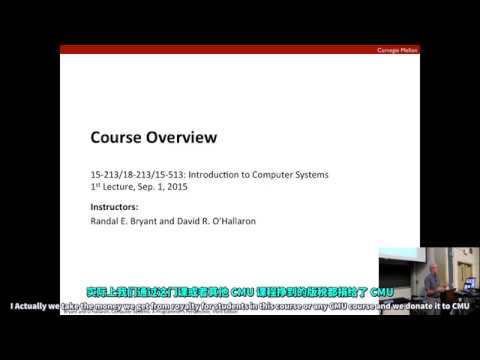 Carnegie Mellon
Course Overview
15-213/18-213/15-513: Introduction to Computer Systems
1st Lecture, Sep. 1, 2015
Instructors:
Randal E. Bryant and David R. O'Hallaron
实际上我们通过这门课或者其他 CMU 课程挣到的版税都捐给了 CMU
I Actually we take the money we get from royalty for students in this course or any CMU course and we donate it to CMU